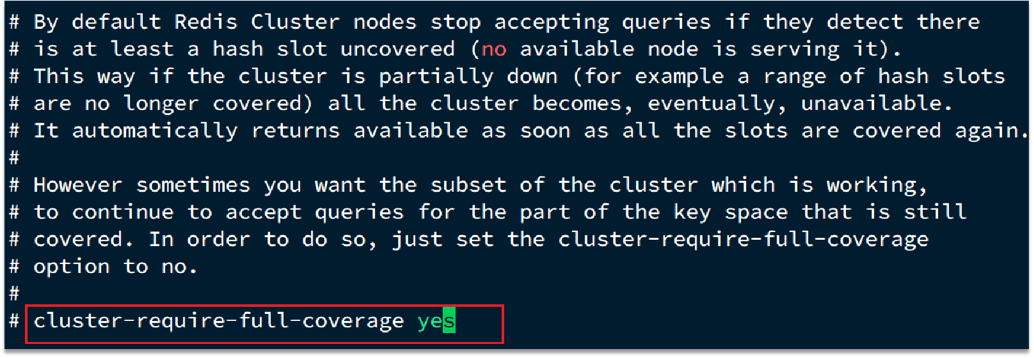 # By default Redis Cluster nodes stop accepting queries if they detect there
# is at least a hash slot uncovered (no available node is serving it).
# This way if the cluster is partially down (for example a range of hash slots
# are no longer covered) all the cluster becomes, eventually, unavailable.
# It automatically returns available as soon as all the slots are covered again.
#
# However sometimes you want the subset of the cluster which is working,
# to continue to accept queries for the part of the key space that is still
# covered. In order to do so, just set the cluster-require-full-coverage
# option to no.
#
# cluster-require-full-coverage yes